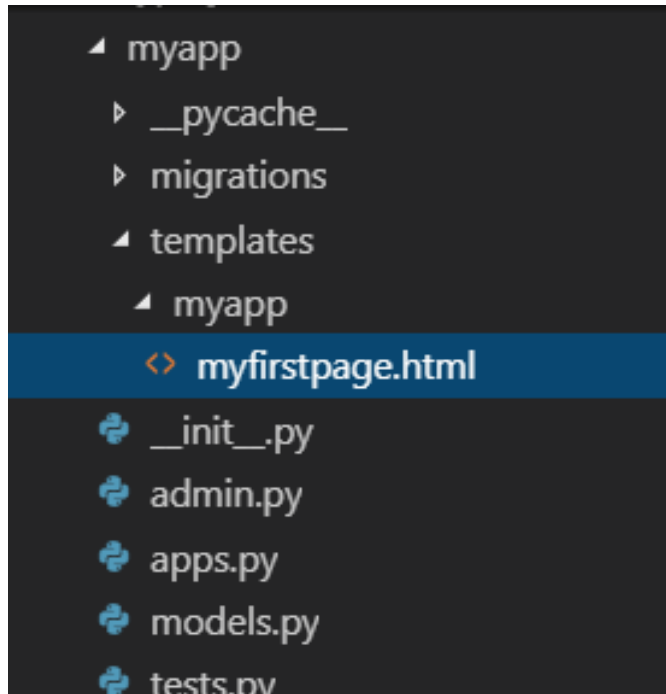 myapp
__pycache__
migrations
templates
myapp
myfirstpage.html
__init__.py
admin.py
apps.py
models.py
tests.py